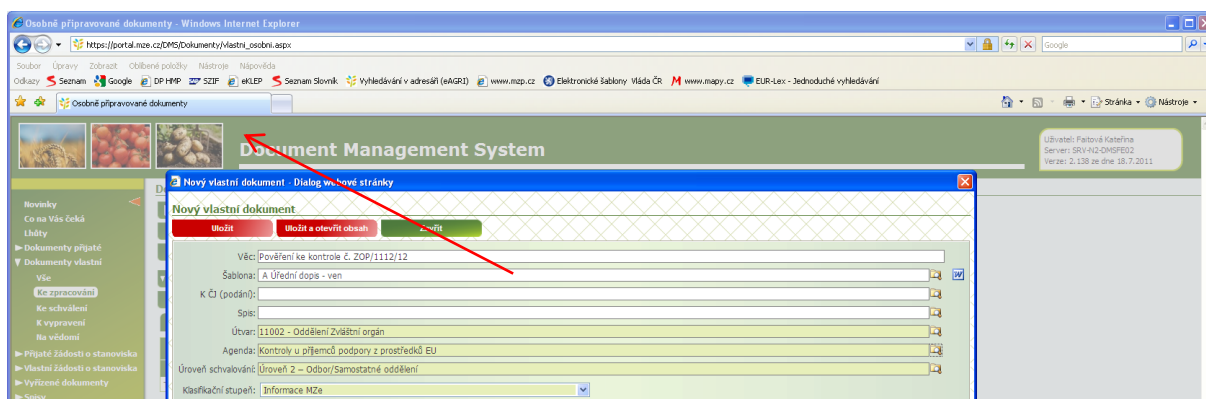 Osobně připravované dokumenty - Windows Internet Explorer
https://portal.mze.cz/DMS/Dokumenty/vlastni_osobni.aspx
Google
Soubor Úpravy Zobrazit Oblíbené položky Nástroje Nápověda
Odkazy Seznam Google DP HMP SZIF eKLEP Seznam Slovník Vyhledávání v adresáři (eAGRI) www.mzp.cz Elektronické šablony Vláda ČR www.mapy.cz EUR-Lex - Jednoduché vyhledávání
Osobně připravované dokumenty
Stránka Nástroje
Document Management System
Uživatel: Faitová Kateřina
Server: SRV-N2-DMSFE02
Verze: 2.138 ze dne 18.7.2011
Novinky
Co na Vás čeká
Lhůty
Dokumenty přijaté
Dokumenty vlastní
Vše
Ke zpracování
Ke schválení
K vypravení
Na vědomí
Přijaté žádosti o stanoviska
Vlastní žádosti o stanoviska
Vyřízené dokumenty
Spisy
Nový vlastní dokument - Dialog webové stránky
Nový vlastní dokument
Uložit Uložit a otevřít obsah Zavřít
Věc: Pověření ke kontrole č. ZOP/1112/12
Šablona: A Úřední dopis - ven
K ČJ (podání):
Spis:
Útvar: 11002 - Oddělení Zvláštní orgán
Agenda: Kontroly u příjemců podpory z prostředků EU
Úroveň schvalování: Úroveň 2 – Odbor/Samostatné oddělení
Klasifikační stupeň: Informace MZe